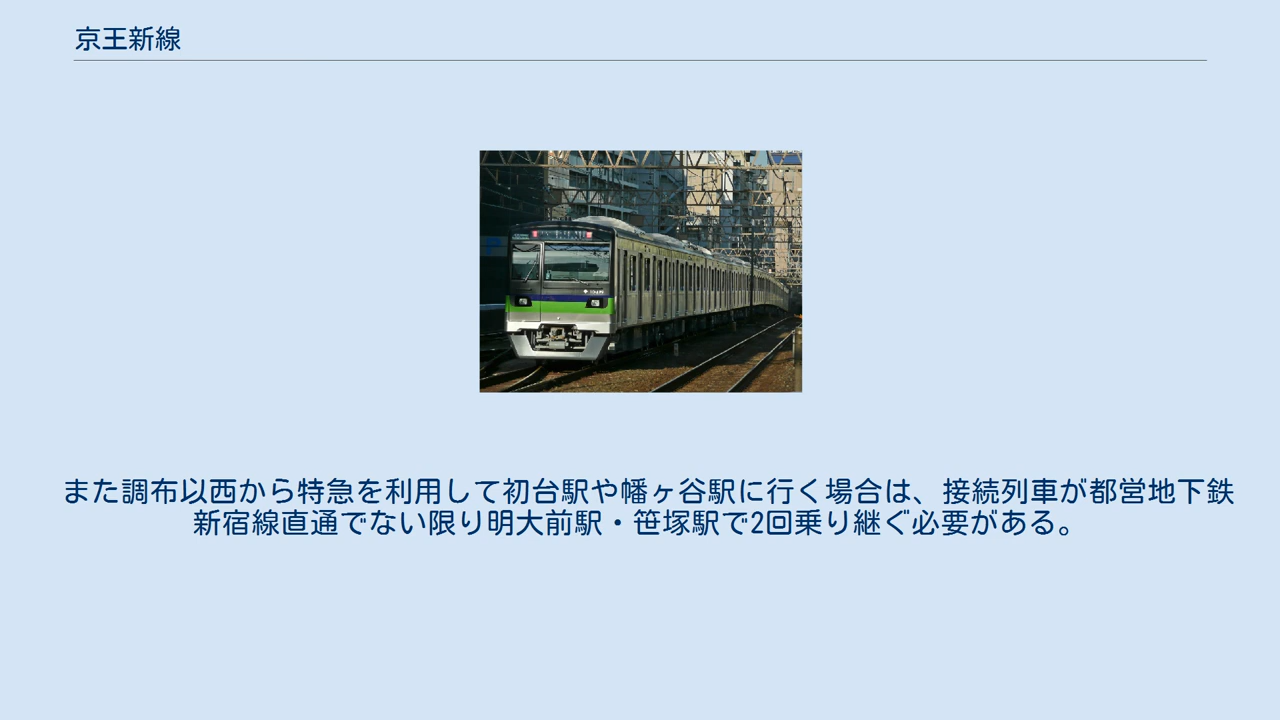 京王新線
また調布以西から特急を利用して初台駅や幡ヶ谷駅に行く場合は、接続列車が都営地下鉄
新宿線直通でない限り明大前駅・笹塚駅で2回乗り継ぐ必要がある。